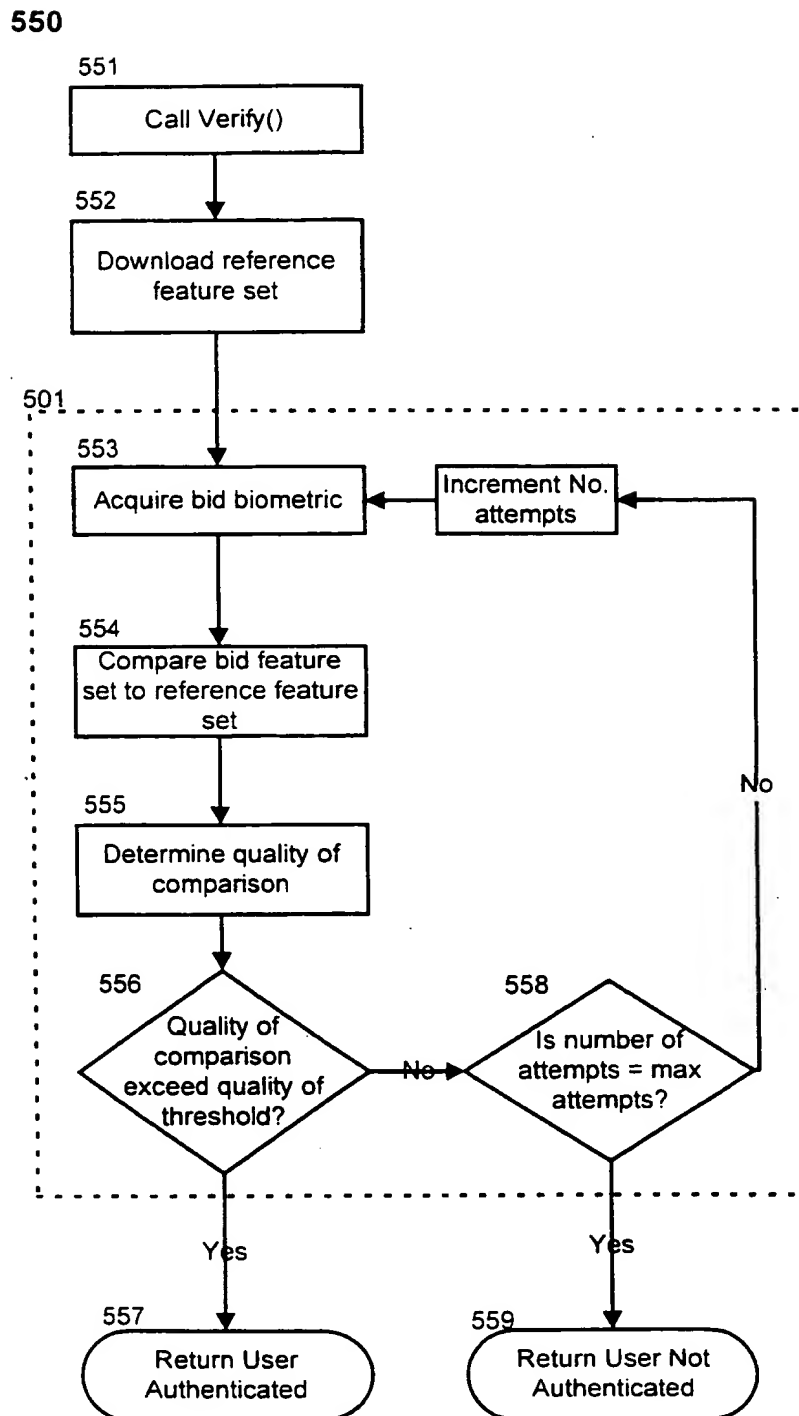 550
551
Call Verify()
552
Download reference
feature set
501
553
Acquire bid biometric
Increment No.
attempts
554
Compare bid feature
set to reference feature
set
No
555
Determine quality of
comparison
556
Quality of
comparison
exceed quality of
threshold?
No
558
Is number of
attempts = max
attempts?
Yes
Yes
557
Return User
Authenticated
559
Return User Not
Authenticated